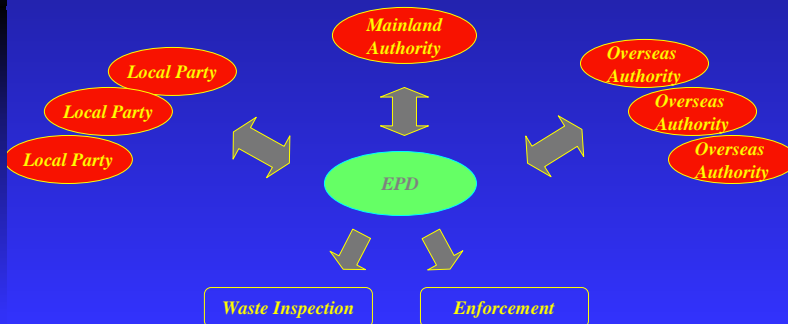 Mainland
Authority
Local Party
Local Party
Local Party
Overseas
Authority
Overseas
Authority
Overseas
Authority
EPD
Waste Inspection
Enforcement